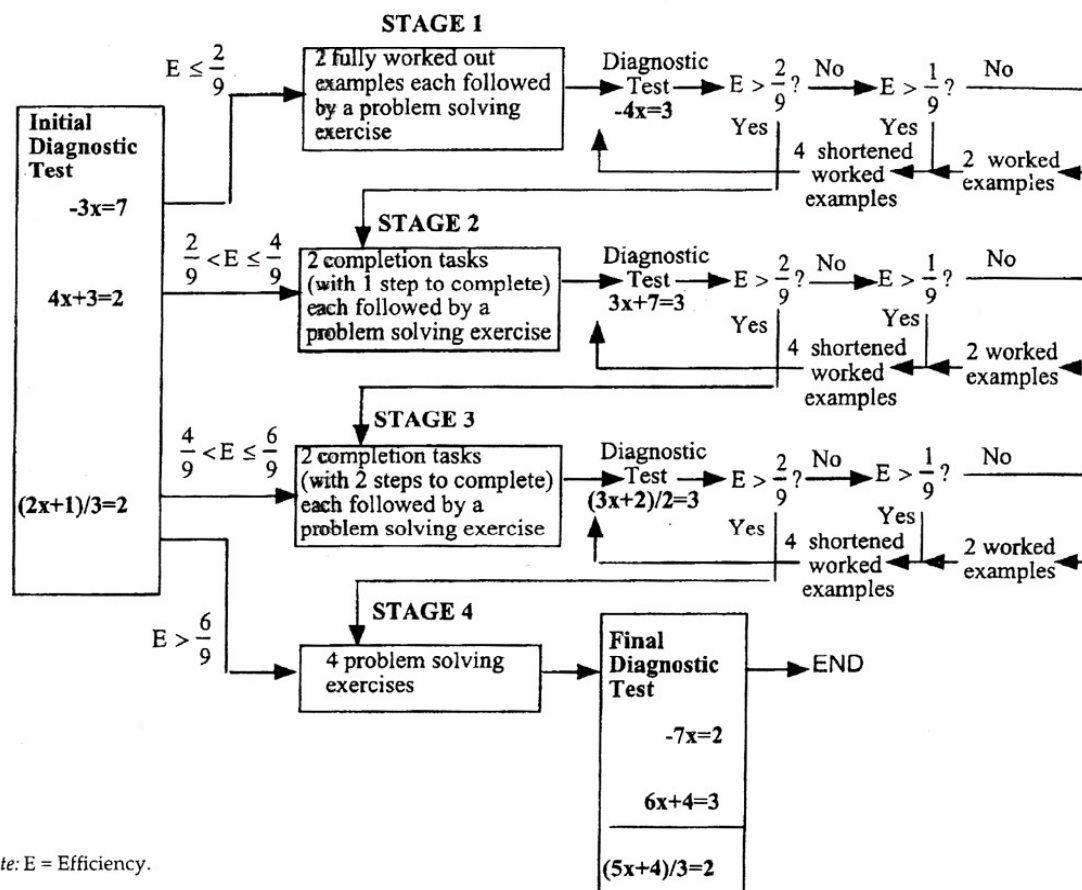 STAGE 1
E ≤ 2/9
2 fully worked out
examples each followed
by a problem solving
exercise
Diagnostic
Test
-4x=3
E > 2/9?
No
E > 1/9?
No
Yes
Yes
4 shortened
worked
examples
2 worked
examples
Initial
Diagnostic
Test
-3x=7
4x+3=2
(2x+1)/3=2
STAGE 2
2/9 <E ≤ 4/9
2 completion tasks
(with 1 step to complete)
each followed by a
problem solving exercise
Diagnostic
Test
3x+7=3
E > 2/9?
No
E > 1/9?
No
Yes
Yes
4 shortened
worked
examples
2 worked
examples
STAGE 3
4/9 <E ≤ 6/9
2 completion tasks
(with 2 steps to complete)
each followed by a
problem solving exercise
Diagnostic
Test
(3x+2)/2=3
E > 2/9?
No
E > 1/9?
No
Yes
Yes
4 shortened
worked
examples
2 worked
examples
STAGE 4
E > 6/9
4 problem solving
exercises
Final
Diagnostic
Test
-7x=2
6x+4=3
(5x+4)/3=2
END
te: E = Efficiency.